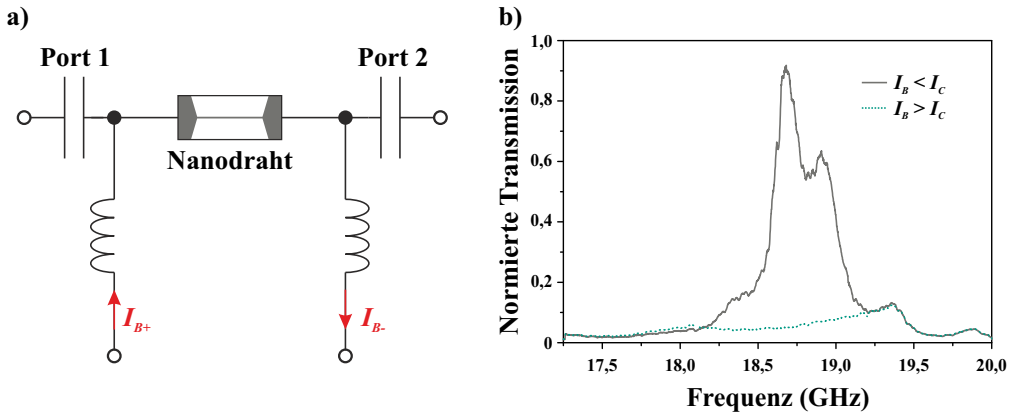 a)
Port 1
Port 2
Nanodraht
I_B+
I_B-
b)
Normierte Transmission
1,0
0,8
0,6
0,4
0,2
0
I_B < I_C
I_B > I_C
17,5 18,0 18,5 19,0 19,5 20,0
Frequenz (GHz)